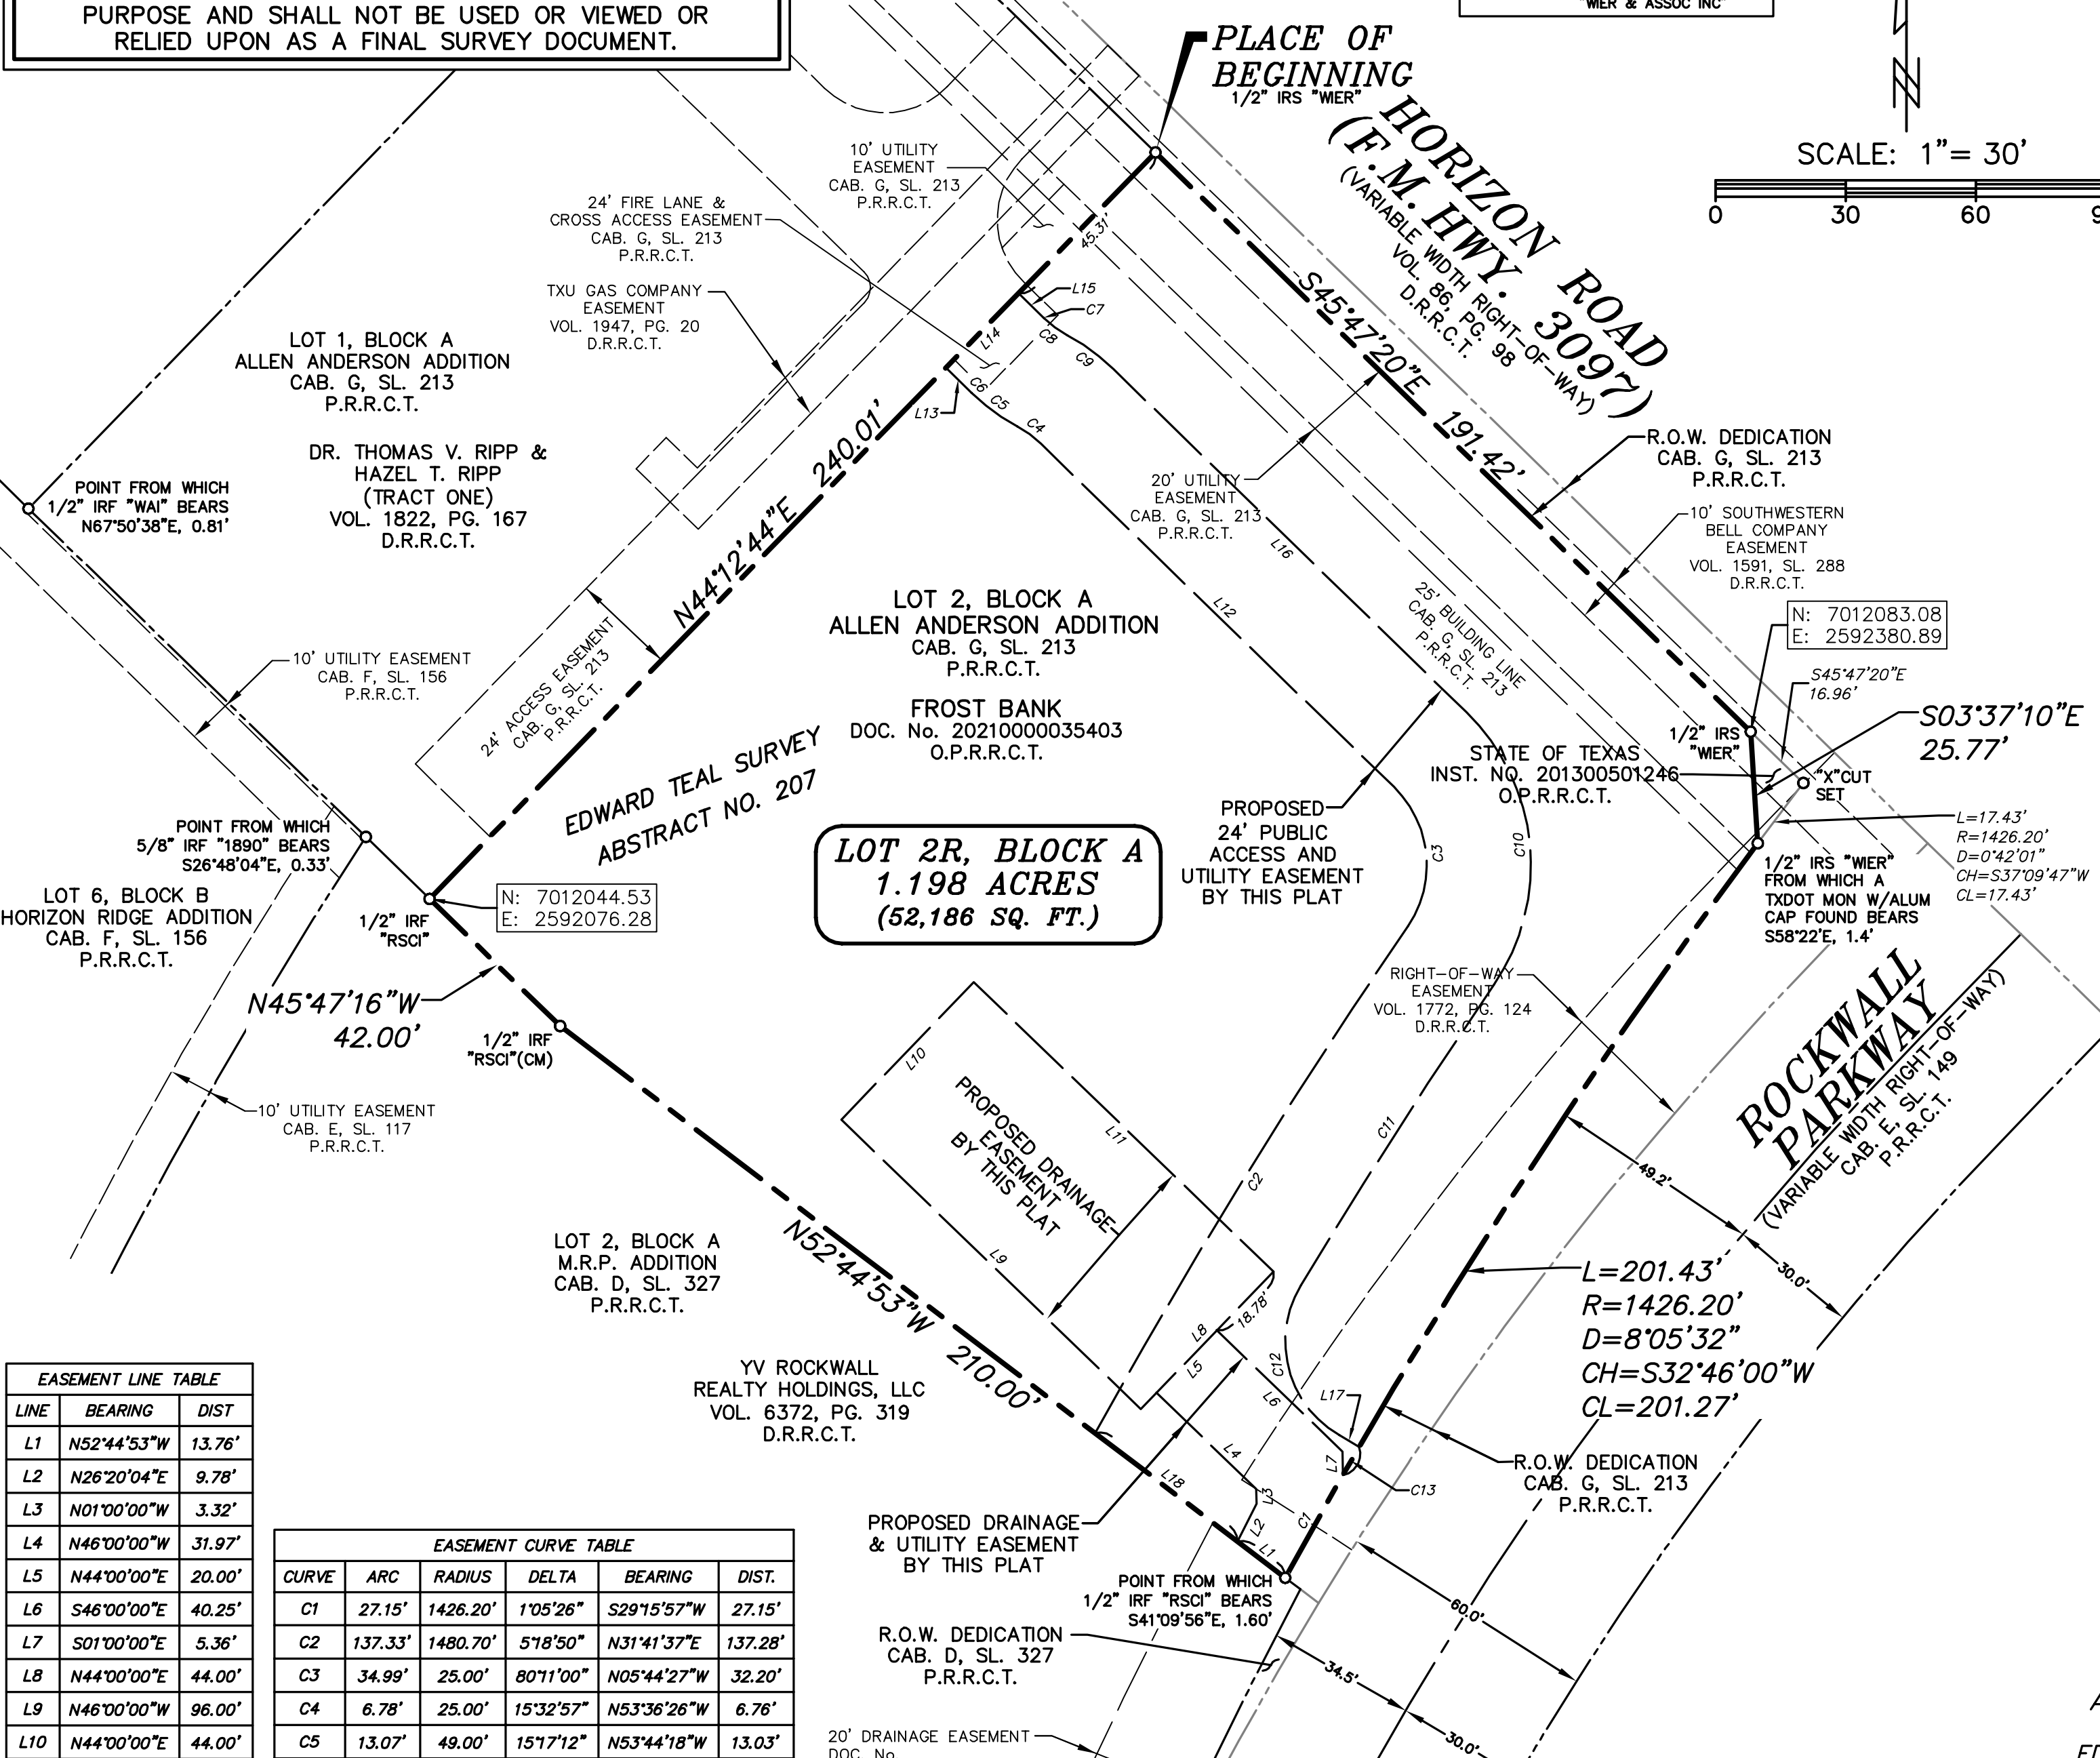 PURPOSE AND SHALL NOT BE USED OR VIEWED OR
RELIED UPON AS A FINAL SURVEY DOCUMENT.
"WIER & ASSOC INC"
PLACE OF
BEGINNING
1/2" IRS "WIER"
HORIZON ROAD
(F.M. HWY. 3097)
(VARIABLE WIDTH RIGHT-OF-WAY)
VOL. 86, PG. 98
D.R.R.C.T.
SCALE: 1"= 30'
0 30 60 9
10' UTILITY
EASEMENT
CAB. G, SL. 213
P.R.R.C.T.
24' FIRE LANE &
CROSS ACCESS EASEMENT
CAB. G, SL. 213
P.R.R.C.T.
TXU GAS COMPANY
EASEMENT
VOL. 1947, PG. 20
D.R.R.C.T.
45.31'
L15
C7
L14
C8
C9
C6
C5
C4
L13
S45°47'20"E 191.42'
LOT 1, BLOCK A
ALLEN ANDERSON ADDITION
CAB. G, SL. 213
P.R.R.C.T.
DR. THOMAS V. RIPP &
HAZEL T. RIPP
(TRACT ONE)
VOL. 1822, PG. 167
D.R.R.C.T.
POINT FROM WHICH
1/2" IRF "WAI" BEARS
N67°50'38"E, 0.81'
N44°12'44"E 240.01'
R.O.W. DEDICATION
CAB. G, SL. 213
P.R.R.C.T.
20' UTILITY
EASEMENT
CAB. G, SL. 213
P.R.R.C.T.
10' SOUTHWESTERN
BELL COMPANY
EASEMENT
VOL. 1591, SL. 288
D.R.R.C.T.
L16
L12
25' BUILDING LINE
CAB. G, SL. 213
P.R.R.C.T.
N: 7012083.08
E: 2592380.89
LOT 2, BLOCK A
ALLEN ANDERSON ADDITION
CAB. G, SL. 213
P.R.R.C.T.
FROST BANK
DOC. No. 20210000035403
O.P.R.R.C.T.
10' UTILITY EASEMENT
CAB. F, SL. 156
P.R.R.C.T.
24' ACCESS EASEMENT
CAB. G, SL. 213
P.R.R.C.T.
S45°47'20"E
16.96'
S03°37'10"E
25.77'
1/2" IRS
"WIER"
STATE OF TEXAS
INST. NO. 201300501246
O.P.R.R.C.T.
"X"CUT
SET
EDWARD TEAL SURVEY
ABSTRACT NO. 207
PROPOSED
24' PUBLIC
ACCESS AND
UTILITY EASEMENT
BY THIS PLAT
C3
C10
L=17.43'
R=1426.20'
D=0°42'01"
CH=S37°09'47"W
CL=17.43'
1/2" IRS "WIER"
FROM WHICH A
TXDOT MON W/ALUM
CAP FOUND BEARS
S58°22'E, 1.4'
POINT FROM WHICH
5/8" IRF "1890" BEARS
S26°48'04"E, 0.33'
LOT 2R, BLOCK A
1.198 ACRES
(52,186 SQ. FT.)
LOT 6, BLOCK B
HORIZON RIDGE ADDITION
CAB. F, SL. 156
P.R.R.C.T.
1/2" IRF
"RSCI"
N: 7012044.53
E: 2592076.28
N45°47'16"W
42.00'
1/2" IRF
"RSCI"(CM)
RIGHT-OF-WAY
EASEMENT
VOL. 1772, PG. 124
D.R.R.C.T.
ROCKWALL
PARKWAY
(VARIABLE WIDTH RIGHT-OF-WAY)
CAB. E, SL. 149
P.R.R.C.T.
10' UTILITY EASEMENT
CAB. E, SL. 117
P.R.R.C.T.
L10
L11
PROPOSED DRAINAGE
EASEMENT
BY THIS PLAT
C11
C2
49.2'
30.0'
L9
LOT 2, BLOCK A
M.R.P. ADDITION
CAB. D, SL. 327
P.R.R.C.T.
N52°44'53"W 210.00'
L=201.43'
R=1426.20'
D=8°05'32"
CH=S32°46'00"W
CL=201.27'
18.78'
L8
L5
C12
L6
L17
YV ROCKWALL
REALTY HOLDINGS, LLC
VOL. 6372, PG. 319
D.R.R.C.T.
L4
L7
L18
L3
C13
C1
L2
L1
R.O.W. DEDICATION
CAB. G, SL. 213
P.R.R.C.T.
PROPOSED DRAINAGE
& UTILITY EASEMENT
BY THIS PLAT
POINT FROM WHICH
1/2" IRF "RSCI" BEARS
S41°09'56"E, 1.60'
60.0'
34.5'
30.0'
R.O.W. DEDICATION
CAB. D, SL. 327
P.R.R.C.T.
20' DRAINAGE EASEMENT
DOC. No.
EASEMENT LINE TABLE
LINE BEARING DIST
L1 N52°44'53"W 13.76'
L2 N26°20'04"E 9.78'
L3 N01°00'00"W 3.32'
L4 N46°00'00"W 31.97'
L5 N44°00'00"E 20.00'
L6 S46°00'00"E 40.25'
L7 S01°00'00"E 5.36'
L8 N44°00'00"E 44.00'
L9 N46°00'00"W 96.00'
L10 N44°00'00"E 44.00'
EASEMENT CURVE TABLE
CURVE ARC RADIUS DELTA BEARING DIST.
C1 27.15' 1426.20' 1°05'26" S29°15'57"W 27.15'
C2 137.33' 1480.70' 5°18'50" N31°41'37"E 137.28'
C3 34.99' 25.00' 80°11'00" N05°44'27"W 32.20'
C4 6.78' 25.00' 15°32'57" N53°36'26"W 6.76'
C5 13.07' 49.00' 15°17'12" N53°44'18"W 13.03'